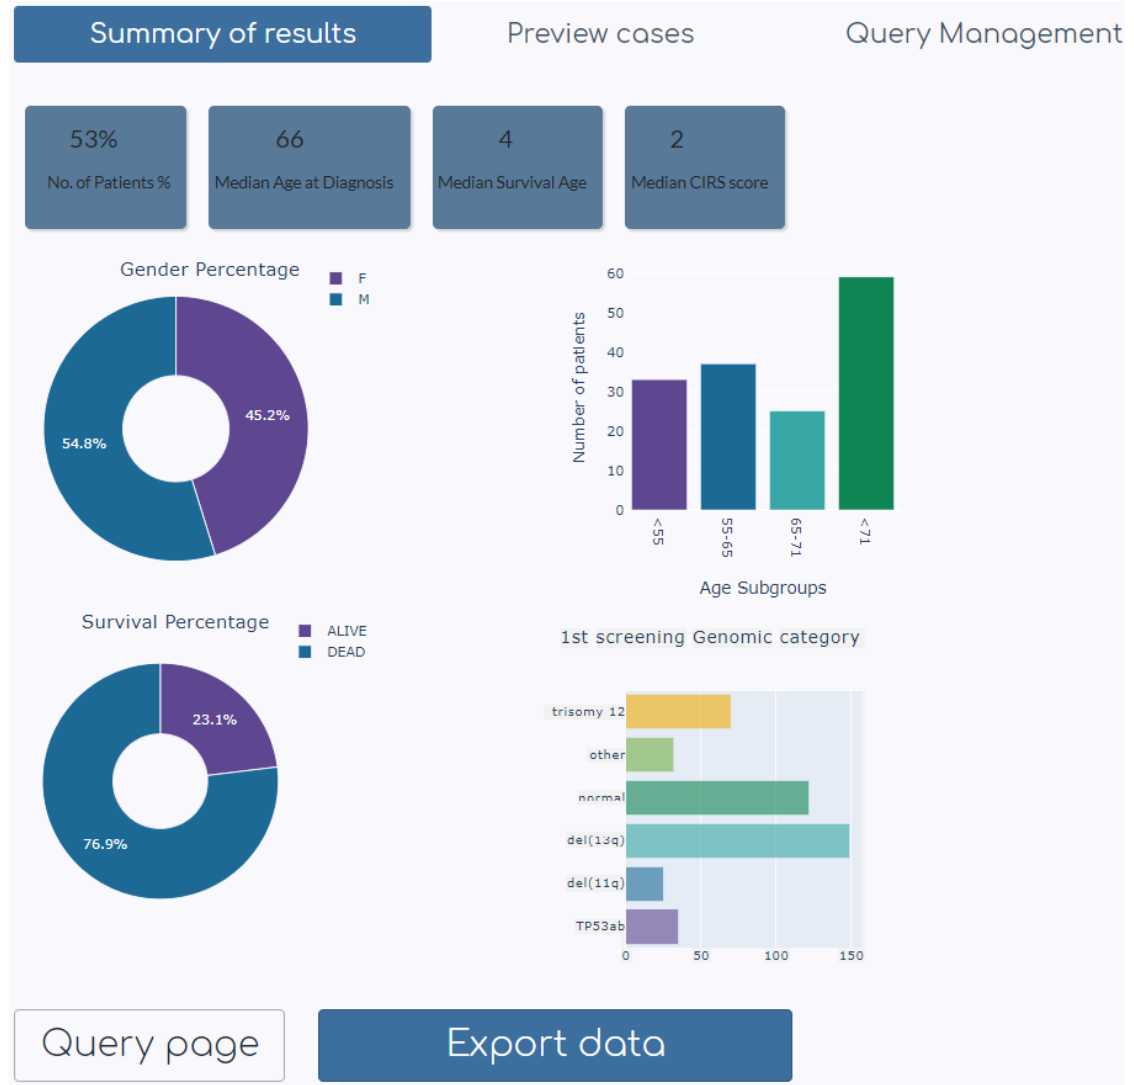 Summary of results
Preview cases
Query Management
53%
No. of Patients %
66
Median Age at Diagnosis
4
Median Survival Age
2
Median CIRS score
Gender Percentage
F
M
45.2%
54.8%
Number of patients
60
50
40
30
20
10
0
<55
55-65
65-71
<71
Age Subgroups
Survival Percentage
ALIVE
DEAD
23.1%
76.9%
1st screening Genomic category
trisomy 12
other
normal
del(13q)
del(11q)
TP53ab
0 50 100 150
Query page
Export data